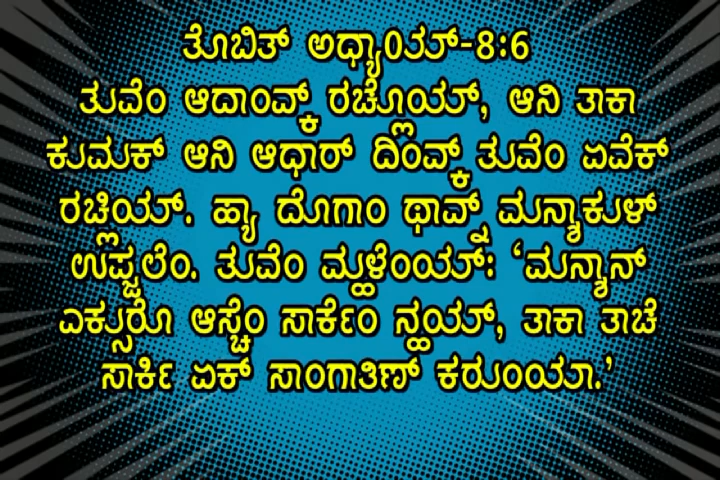 ತೊಬಿತ್ ಅಧ್ಯಾಯ್-8:6
ತುವೆಂ ಆದಾಂವ್ಕ್ ರಚ್ಲೊಯ್, ಆನಿ ತಾಕಾ
ಕುಮಕ್ ಆನಿ ಆಧಾರ್ ದಿಂವ್ಕ್ ತುವೆಂ ಏವೆಕ್
ರಚ್ಲಿಯ್. ಹ್ಯಾ ದೊಗಾಂ ಥಾವ್ನ್ ಮನ್ಶಾಕುಳ್
ಉಪ್ಜಲೆಂ. ತುವೆಂ ಮ್ಹಳೆಂಯ್: 'ಮನ್ಶಾನ್
ಎಕ್ಸುರೊ ಆಸ್ಚೆಂ ಸಾರ್ಕೆಂ ನ್ಹಯ್, ತಾಕಾ ತಾಚೆ
ಸಾರ್ಕಿ ಏಕ್ ಸಾಂಗಾತಿಣ್ ಕರುಂಯಾ.'